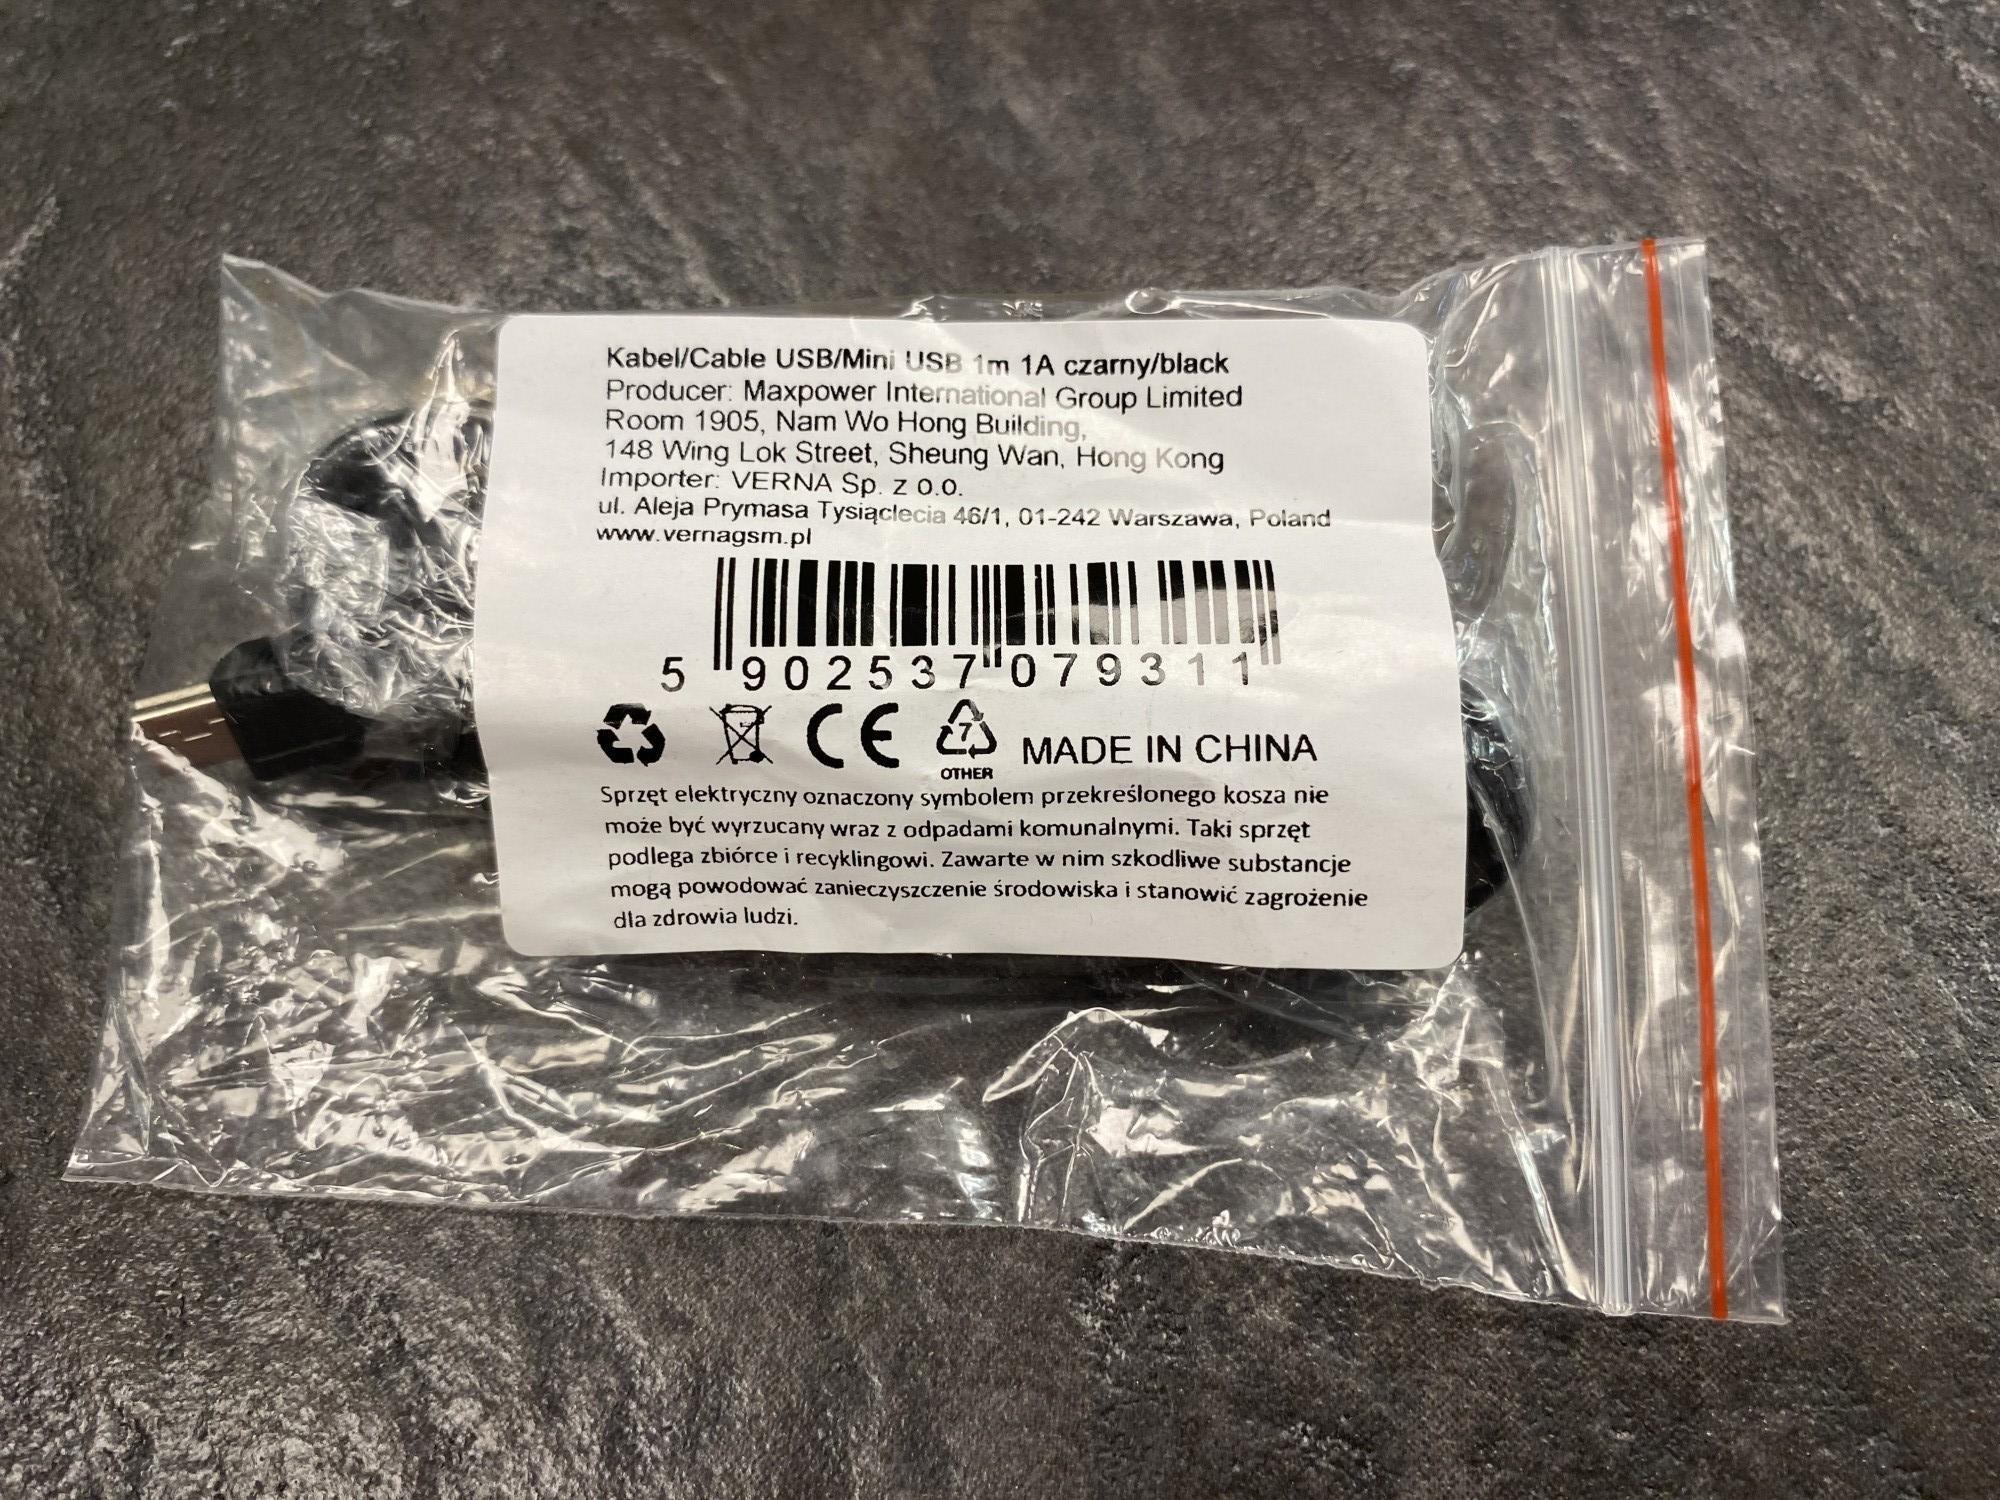 Kabel/Cable USB/Mini USB 1m 1A czarny/black
Producer: Maxpower International Group Limited
Room 1905, Nam Wo Hong Building,
148 Wing Lok Street, Sheung Wan, Hong Kong
Importer: VERNA Sp. z o.o.
ul. Aleja Prymasa Tysiąclecia 46/1, 01-242 Warszawa, Poland
www.vernagsm.pl
5 902537 079311
CE 7 OTHER MADE IN CHINA
Sprzęt elektryczny oznaczony symbolem przekreślonego kosza nie
może być wyrzucany wraz z odpadami komunalnymi. Taki sprzęt
podlega zbiórce i recyklingowi. Zawarte w nim szkodliwe substancje
mogą powodować zanieczyszczenie środowiska i stanowić zagrożenie
dla zdrowia ludzi.